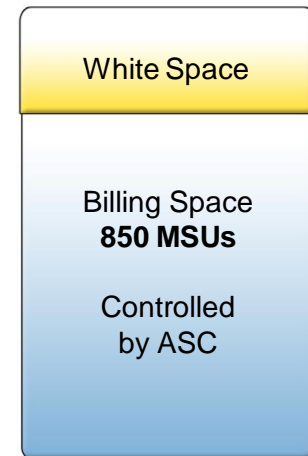 White Space
Billing Space
850 MSUs
Controlled
by ASC